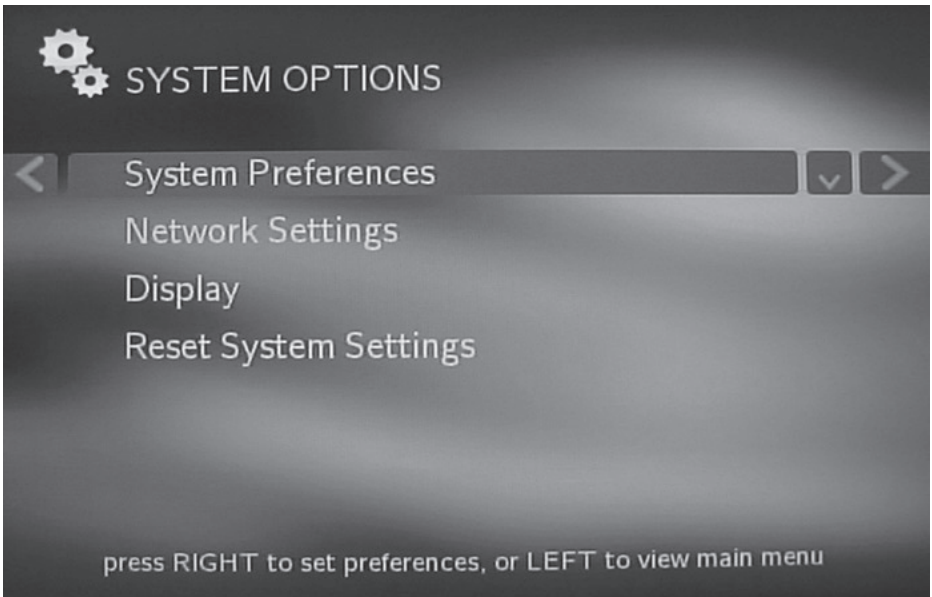 SYSTEM OPTIONS
System Preferences
Network Settings
Display
Reset System Settings
press RIGHT to set preferences, or LEFT to view main menu